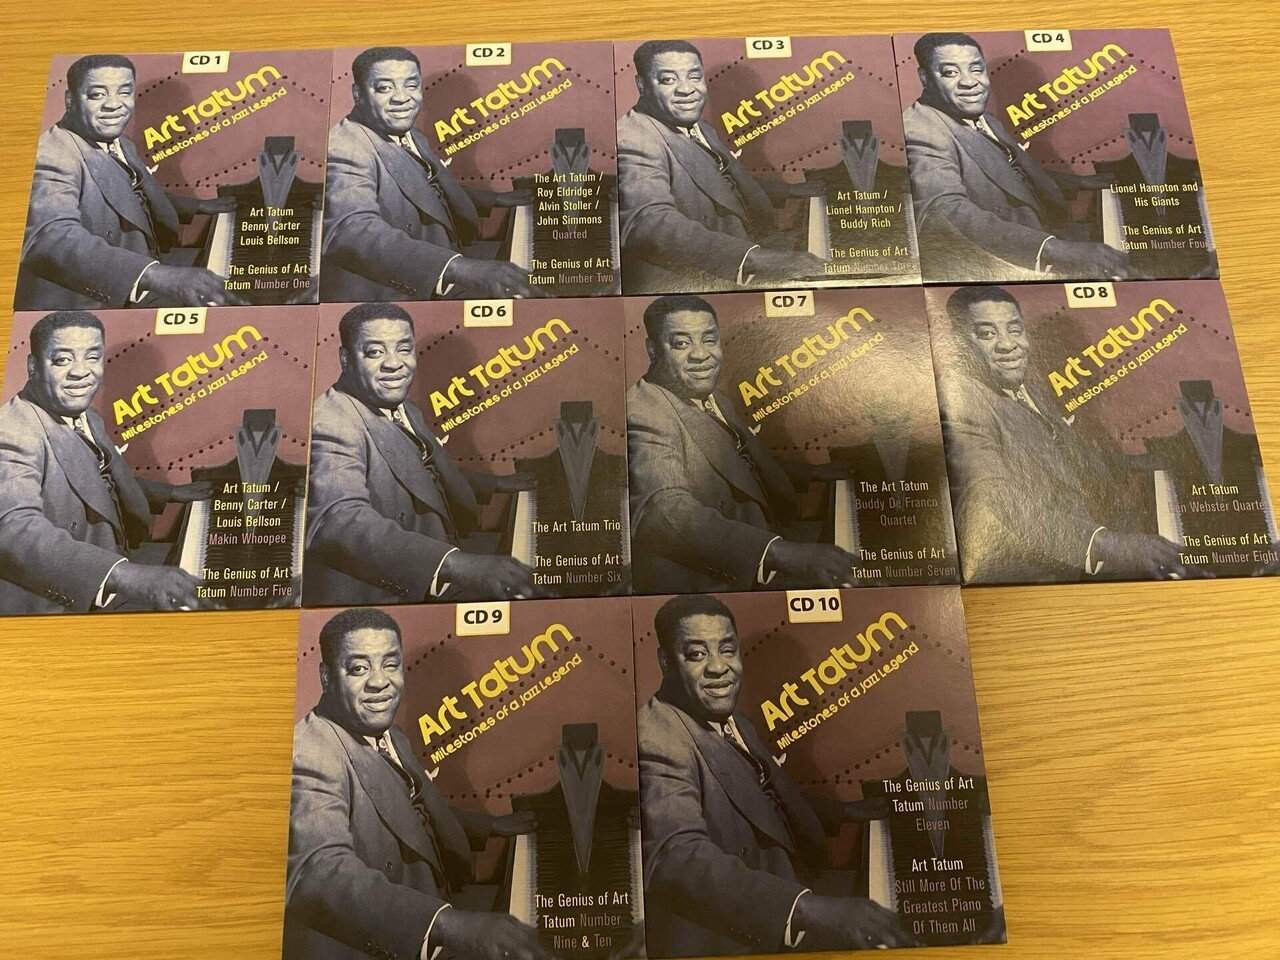 CD 1
Art Tatum
Milestones of a Jazz Legend
Art Tatum
Benny Carter
Louis Bellson
The Genius of Art
Tatum Number One
CD 2
Art Tatum
Milestones of a Jazz Legend
The Art Tatum /
Roy Eldridge /
Alvin Stoller /
John Simmons
Quarted
The Genius of Art
Tatum Number Two
CD 3
Art Tatum
Milestones of a Jazz Legend
Art Tatum /
Lionel Hampton /
Buddy Rich
The Genius of Art
Tatum Number Three
CD 4
Art Tatum
Milestones of a Jazz Legend
Lionel Hampton and
His Giants
The Genius of Art
Tatum Number Four
CD 5
Art Tatum
Milestones of a Jazz Legend
Art Tatum /
Benny Carter /
Louis Bellson
Makin Whoopee
The Genius of Art
Tatum Number Five
CD 6
Art Tatum
Milestones of a Jazz Legend
The Art Tatum Trio
The Genius of Art
Tatum Number Six
CD 7
Art Tatum
Milestones of a Jazz Legend
The Art Tatum
Buddy De Franco
Quartet
The Genius of Art
Tatum Number Seven
CD 8
Art Tatum
Milestones of a Jazz Legend
Art Tatum
Ben Webster Quartet
The Genius of Art
Tatum Number Eight
CD 9
Art Tatum
Milestones of a Jazz Legend
The Genius of Art
Tatum Number
Nine & Ten
CD 10
Art Tatum
Milestones of a Jazz Legend
The Genius of Art
Tatum Number
Eleven
Art Tatum
Still More Of The
Greatest Piano
Of Them All